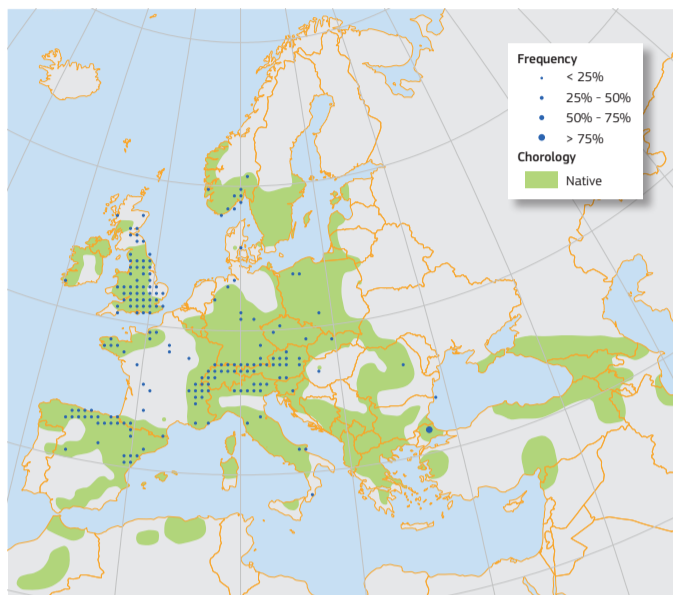 Frequency
< 25%
25% - 50%
50% - 75%
> 75%
Chorology
Native